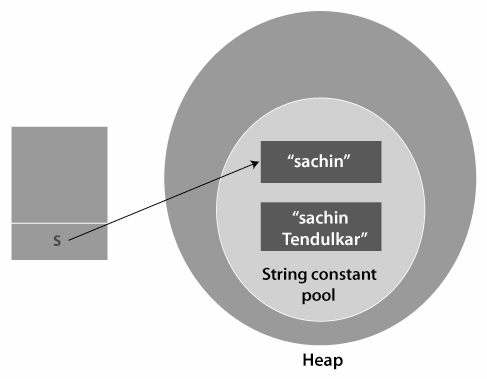 “sachin”
“sachin
Tendulkar”
s
String constant
pool
Heap